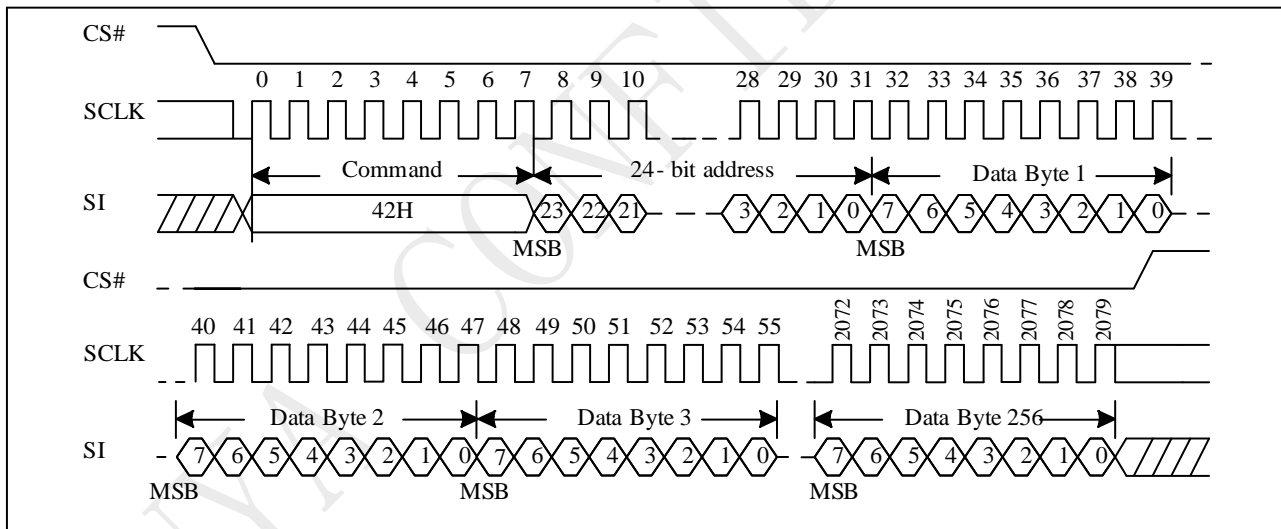 CS#
0 1 2 3 4 5 6 7 8 9 10 28 29 30 31 32 33 34 35 36 37 38 39
SCLK
Command 24- bit address Data Byte 1
SI 42H 23 22 21 3 2 1 0 7 6 5 4 3 2 1 0
MSB MSB
CS#
40 41 42 43 44 45 46 47 48 49 50 51 52 53 54 55 2072 2073 2074 2075 2076 2077 2078 2079
SCLK
Data Byte 2 Data Byte 3 Data Byte 256
SI 7 6 5 4 3 2 1 0 7 6 5 4 3 2 1 0 7 6 5 4 3 2 1 0
MSB MSB MSB